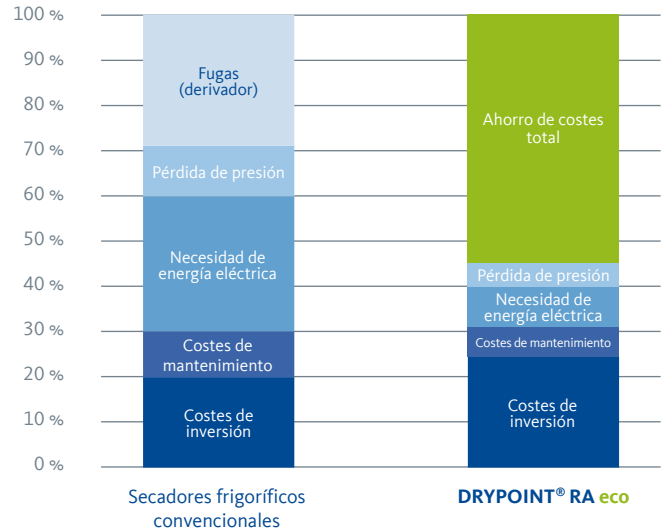 100 %
90 %
80 %
70 %
60 %
50 %
40 %
30 %
20 %
10 %
0 %
Fugas
(derivador)
Pérdida de presión
Necesidad de
energía eléctrica
Costes de
mantenimiento
Costes de
inversión
Secadores frigoríficos
convencionales
Ahorro de costes
total
Pérdida de presión
Necesidad de
energía eléctrica
Costes de mantenimiento
Costes de
inversión
DRYPOINT® RA eco